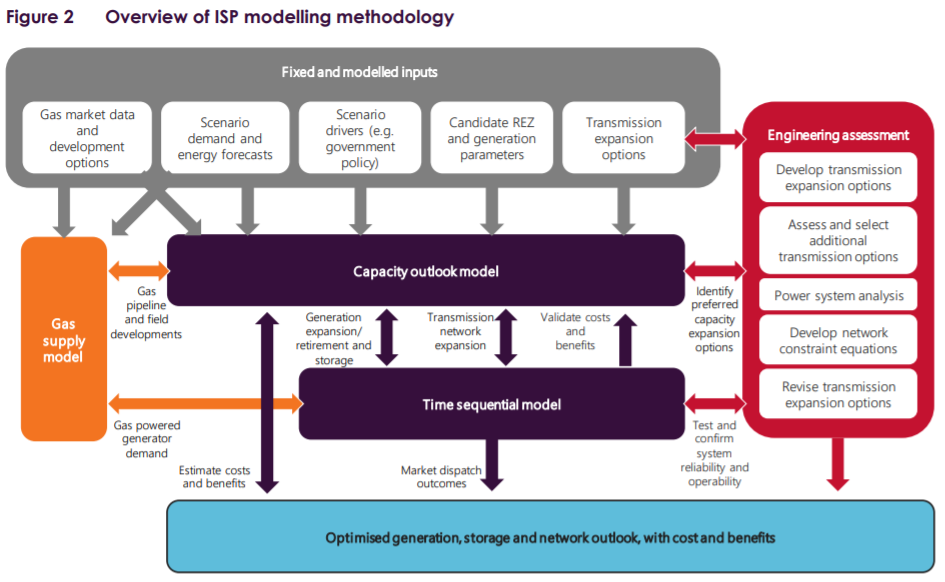 Figure 2 Overview of ISP modelling methodology
Fixed and modelled inputs
Gas market data
and
development
options
Scenario
demand and
energy forecasts
Scenario
drivers (e.g.
government
policy)
Candidate REZ
and generation
parameters
Transmission
expansion
options
Engineering assessment
Develop transmission
expansion options
Assess and select
additional
transmission options
Power system analysis
Develop network
constraint equations
Revise transmission
expansion options
Gas
supply
model
Capacity outlook model
Gas
pipeline
and field
developments
Generation
expansion/
retirement and
storage
Transmission
network
expansion
Validate costs
and
benefits
Identify
preferred
capacity
expansion
options
Time sequential model
Gas powered
generator
demand
Estimate costs
and benefits
Market dispatch
outcomes
Test and
confirm
system
reliability and
operability
Optimised generation, storage and network outlook, with cost and benefits